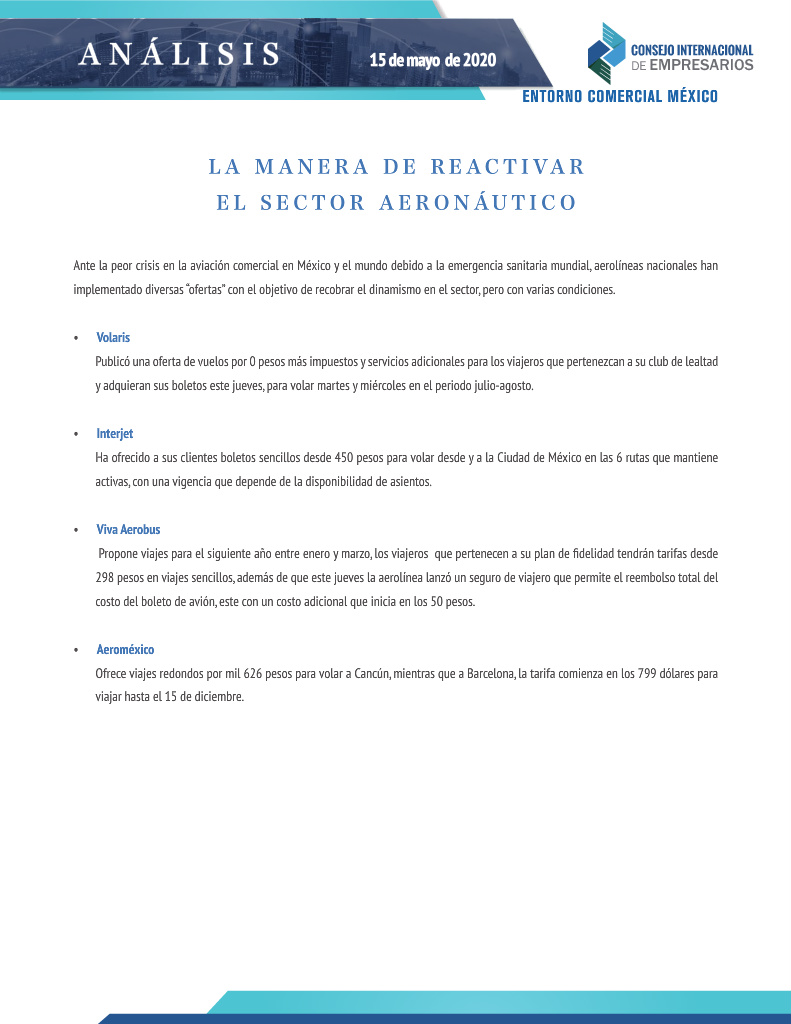 ANÁLISIS
15 de mayo de 2020
CONSEJO INTERNACIONAL
DE EMPRESARIOS
ENTORNO COMERCIAL MÉXICO
LA MANERA DE REACTIVAR
EL SECTOR AERONÁUTICO
Ante la peor crisis en la aviación comercial en México y el mundo debido a la emergencia sanitaria mundial, aerolíneas nacionales han
implementado diversas “ofertas” con el objetivo de recobrar el dinamismo en el sector, pero con varias condiciones.
• Volaris
Publicó una oferta de vuelos por 0 pesos más impuestos y servicios adicionales para los viajeros que pertenezcan a su club de lealtad
y adquieran sus boletos este jueves, para volar martes y miércoles en el periodo julio-agosto.
• Interjet
Ha ofrecido a sus clientes boletos sencillos desde 450 pesos para volar desde y a la Ciudad de México en las 6 rutas que mantiene
activas, con una vigencia que depende de la disponibilidad de asientos.
• Viva Aerobus
Propone viajes para el siguiente año entre enero y marzo, los viajeros que pertenecen a su plan de fidelidad tendrán tarifas desde
298 pesos en viajes sencillos, además de que este jueves la aerolínea lanzó un seguro de viajero que permite el reembolso total del
costo del boleto de avión, este con un costo adicional que inicia en los 50 pesos.
• Aeroméxico
Ofrece viajes redondos por mil 626 pesos para volar a Cancún, mientras que a Barcelona, la tarifa comienza en los 799 dólares para
viajar hasta el 15 de diciembre.